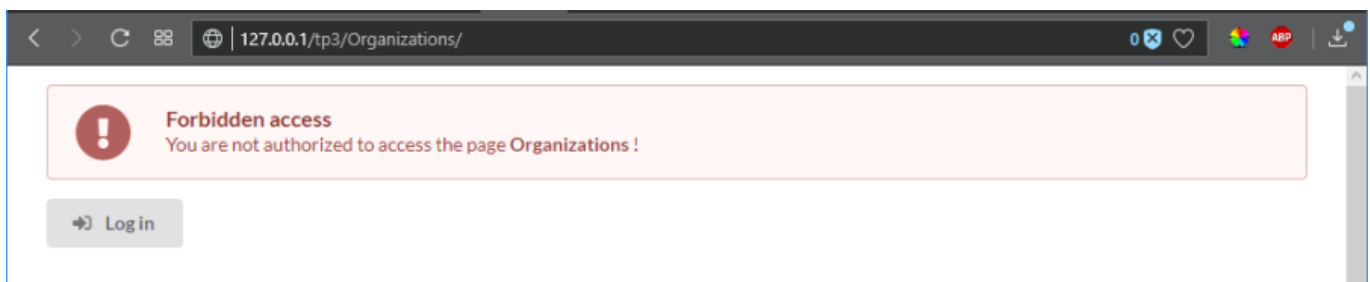 127.0.0.1/tp3/Organizations/
0
ABP
Forbidden access
You are not authorized to access the page Organizations !
Log in